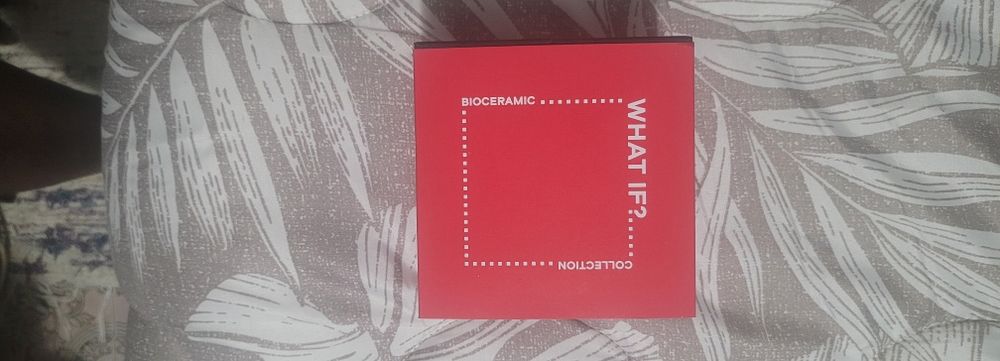 BIOCERAMIC
WHAT IF?
COLLECTION